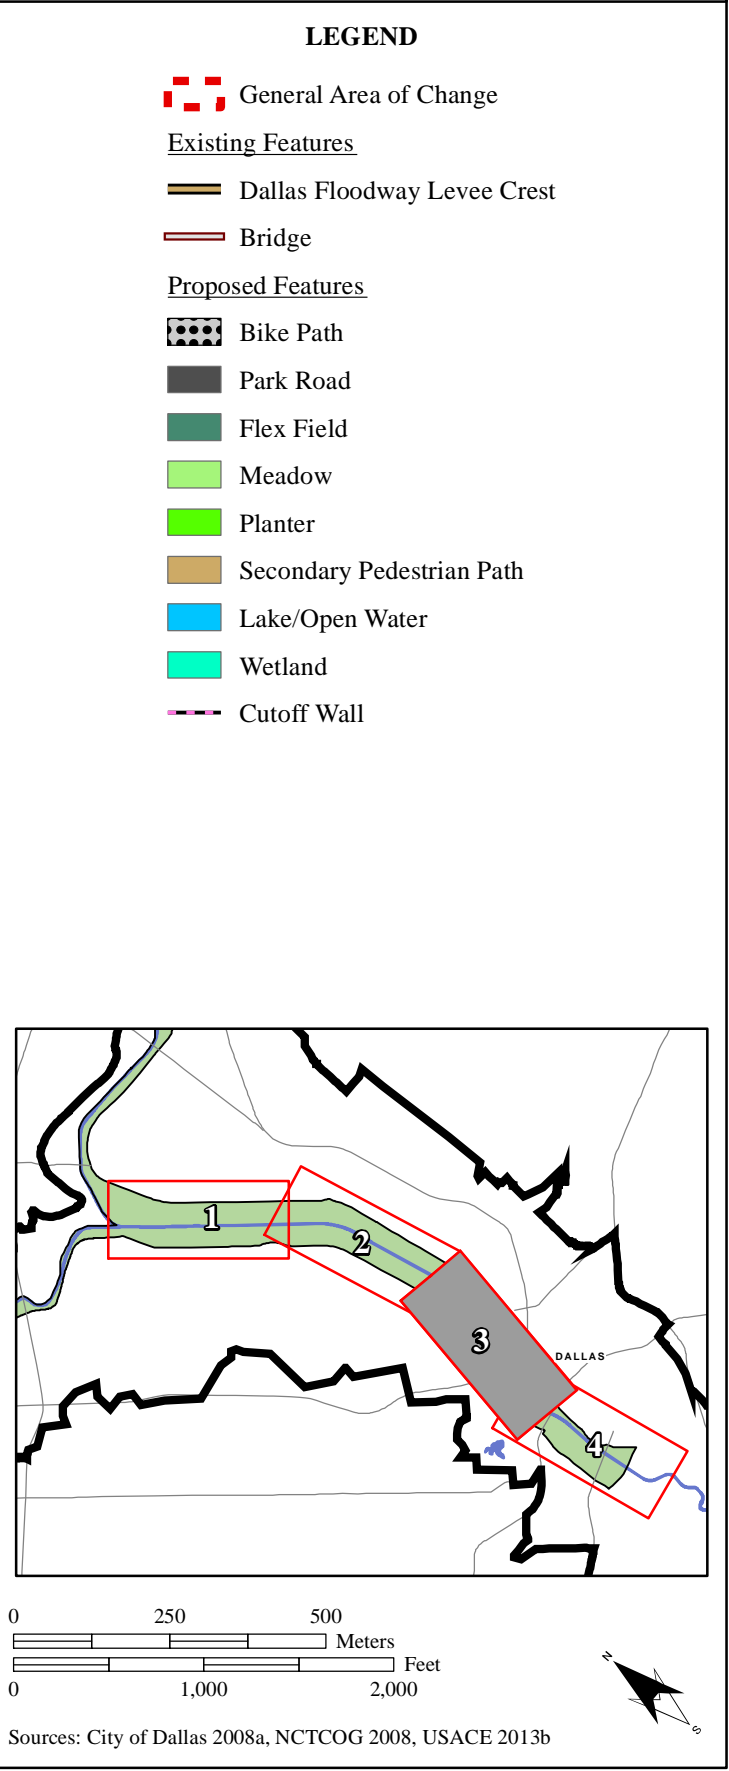 LEGEND
General Area of Change
Existing Features
Dallas Floodway Levee Crest
Bridge
Proposed Features
Bike Path
Park Road
Flex Field
Meadow
Planter
Secondary Pedestrian Path
Lake/Open Water
Wetland
Cutoff Wall
1
2
3
DALLAS
4
0 250 500
Meters
Feet
0 1,000 2,000
N
S
Sources: City of Dallas 2008a, NCTCOG 2008, USACE 2013b